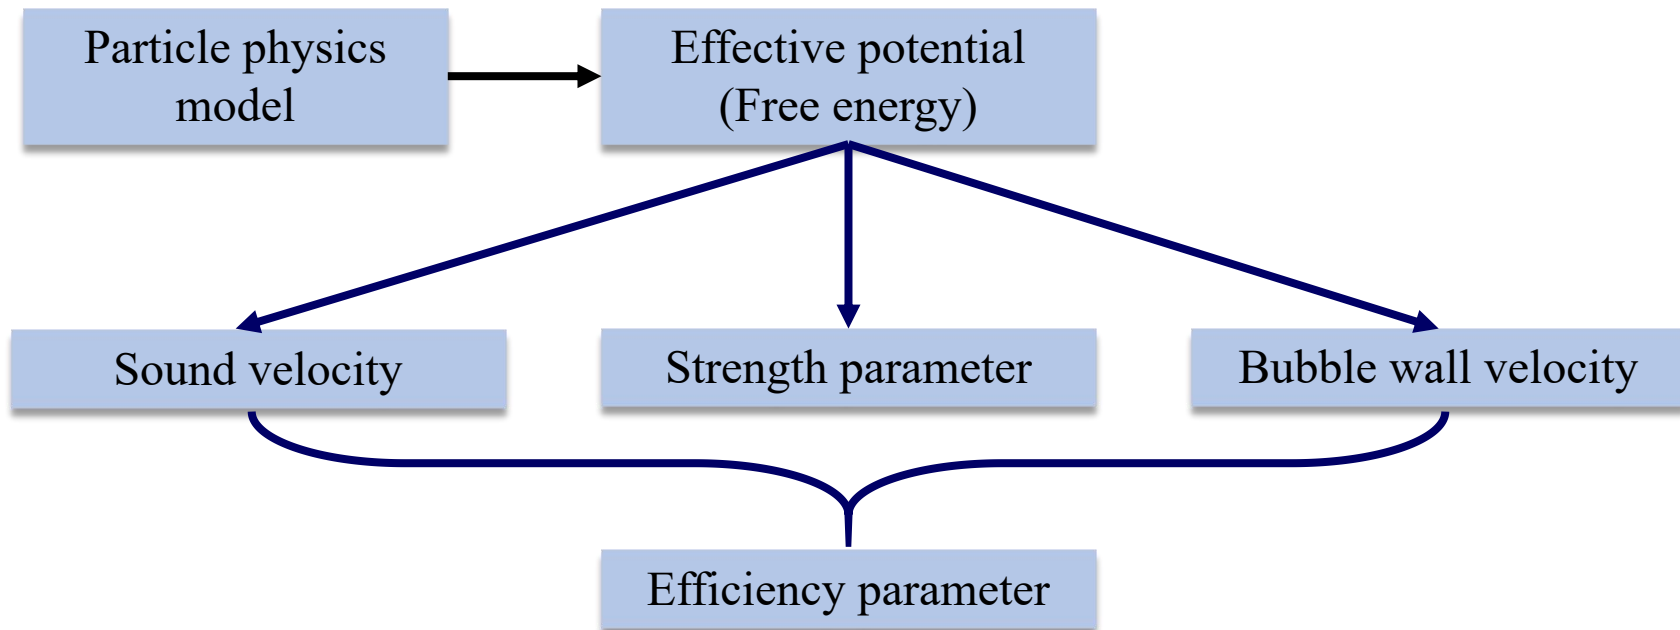 Particle physics
model
Effective potential
(Free energy)
Sound velocity
Strength parameter
Bubble wall velocity
Efficiency parameter